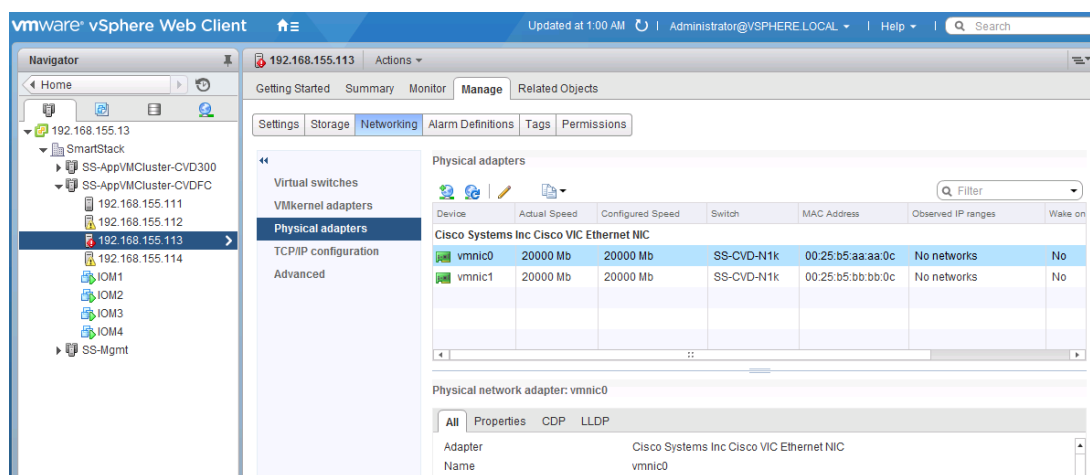 vmware® vSphere Web Client
Updated at 1:00 AM | Administrator@VSPHERE.LOCAL | Help | Search
Navigator
Home
192.168.155.13
SmartStack
SS-AppVMCluster-CVD300
SS-AppVMCluster-CVDFC
192.168.155.111
192.168.155.112
192.168.155.113
192.168.155.114
IOM1
IOM2
IOM3
IOM4
SS-Mgmt
192.168.155.113 Actions
Getting Started Summary Monitor Manage Related Objects
Settings Storage Networking Alarm Definitions Tags Permissions
Virtual switches
VMkernel adapters
Physical adapters
TCP/IP configuration
Advanced
Physical adapters
Filter
Device Actual Speed Configured Speed Switch MAC Address Observed IP ranges Wake on
Cisco Systems Inc Cisco VIC Ethernet NIC
vmnic0 20000 Mb 20000 Mb SS-CVD-N1k 00:25:b5:aa:aa:0c No networks No
vmnic1 20000 Mb 20000 Mb SS-CVD-N1k 00:25:b5:bb:bb:0c No networks No
Physical network adapter: vmnic0
All Properties CDP LLDP
Adapter Cisco Systems Inc Cisco VIC Ethernet NIC
Name vmnic0